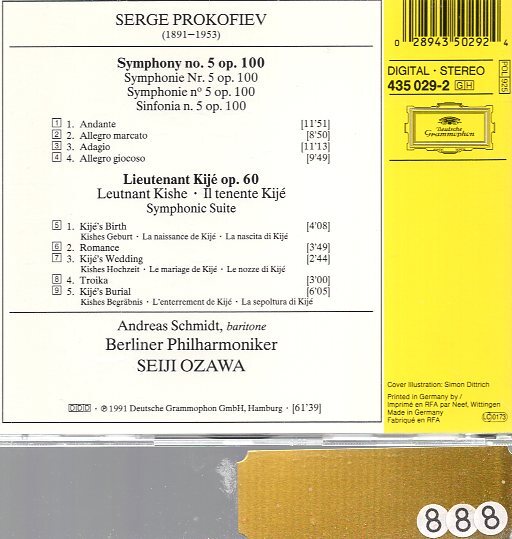 SERGE PROKOFIEV
(1891–1953)
Symphony no. 5 op. 100
Symphonie Nr. 5 op. 100
Symphonie nº 5 op. 100
Sinfonia n. 5 op. 100
1 1. Andante [11'51]
2 2. Allegro marcato [8'50]
3 3. Adagio [11'13]
4 4. Allegro giocoso [9'49]
Lieutenant Kijé op. 60
Leutnant Kishe · Il tenente Kijé
Symphonic Suite
5 1. Kijé's Birth [4'08]
Kishes Geburt · La naissance de Kijé · La nascita di Kijé
6 2. Romance [3'49]
7 3. Kijé's Wedding [2'44]
Kishes Hochzeit · Le mariage de Kijé · Le nozze di Kijé
8 4. Troika [3'00]
9 5. Kijé's Burial [6'05]
Kishes Begräbnis · L'enterrement de Kijé · La sepoltura di Kijé
Andreas Schmidt, baritone
Berliner Philharmoniker
SEIJI OZAWA
DDD · ℗ 1991 Deutsche Grammophon GmbH, Hamburg · [61'39]
0 28943 50292 4
DIGITAL · STEREO
435 029-2 GH
POL 925
Deutsche
Grammophon
Cover Illustration: Simon Dittrich
Printed in Germany by /
Imprimé en RFA par Neef, Wittingen
Made in Germany
Fabriqué en RFA
LC 0173
888